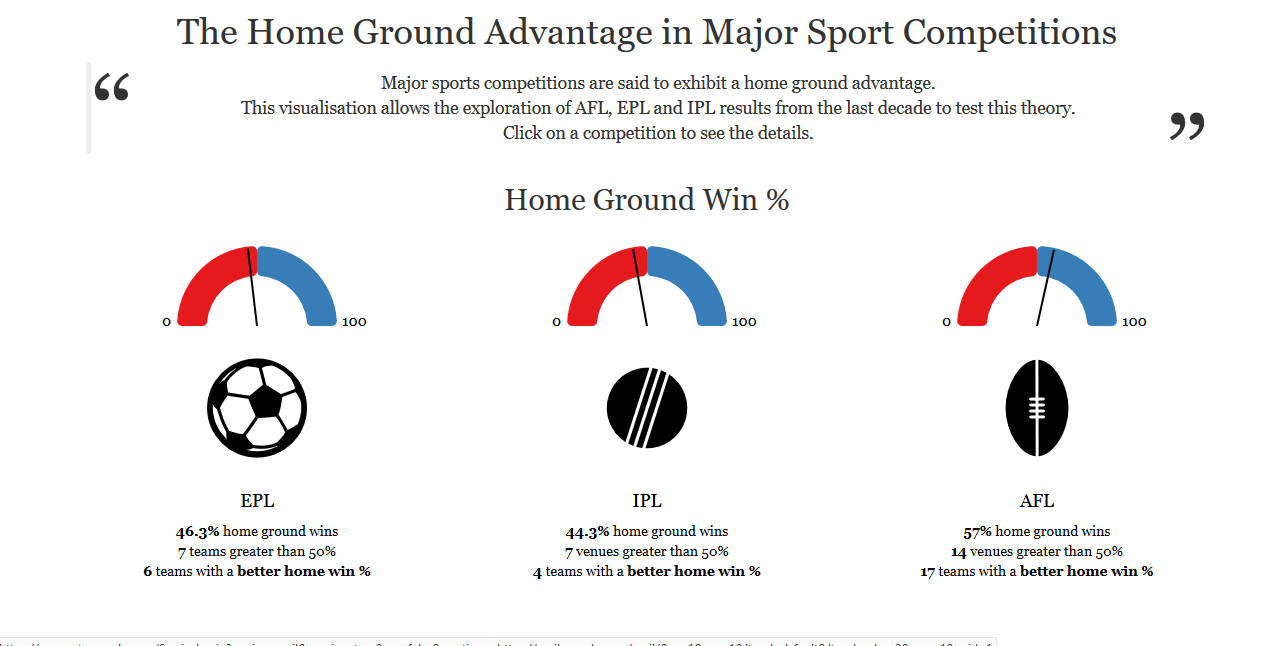 The Home Ground Advantage in Major Sport Competitions
“
Major sports competitions are said to exhibit a home ground advantage.
This visualisation allows the exploration of AFL, EPL and IPL results from the last decade to test this theory.
Click on a competition to see the details.
”
Home Ground Win %
0 100
0 100
0 100
EPL
46.3% home ground wins
7 teams greater than 50%
6 teams with a better home win %
IPL
44.3% home ground wins
7 venues greater than 50%
4 teams with a better home win %
AFL
57% home ground wins
14 venues greater than 50%
17 teams with a better home win %